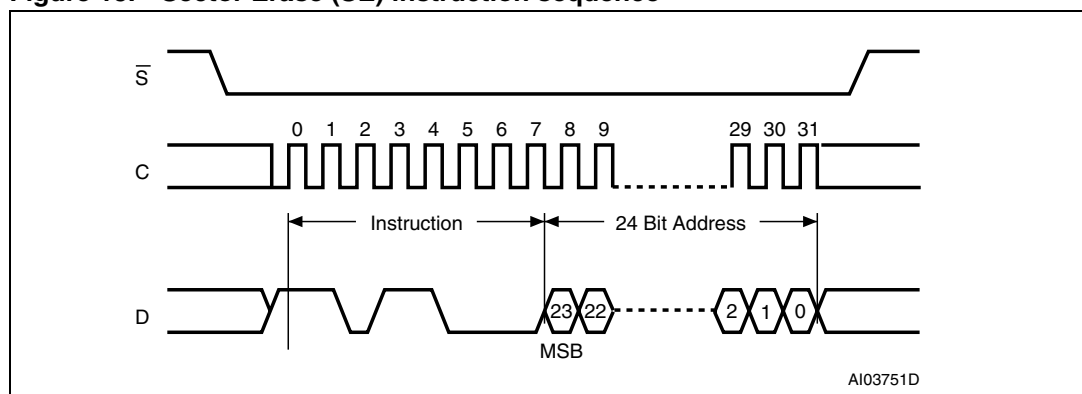 Figure 15. Sector Erase (SE) instruction sequence
S
0 1 2 3 4 5 6 7 8 9 29 30 31
C
Instruction 24 Bit Address
D 23 22 2 1 0
MSB
AI03751D